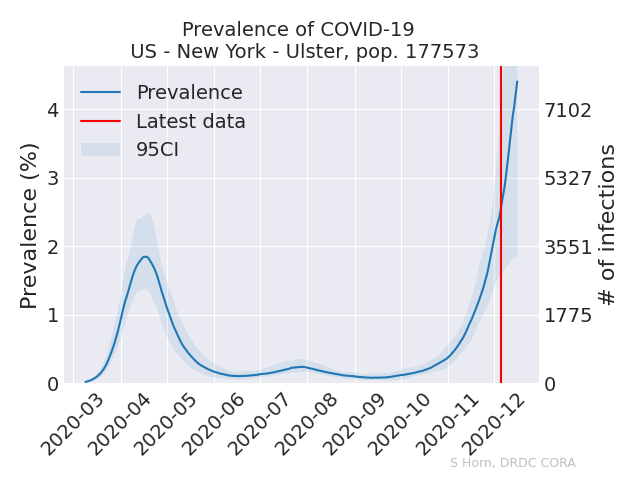 Prevalence of COVID-19
US - New York - Ulster, pop. 177573
Prevalence
Latest data
95CI
Prevalence (%)
4
3
2
1
0
7102
5327
3551
1775
0
# of infections
2020-03
2020-04
2020-05
2020-06
2020-07
2020-08
2020-09
2020-10
2020-11
2020-12
S Horn, DRDC CORA